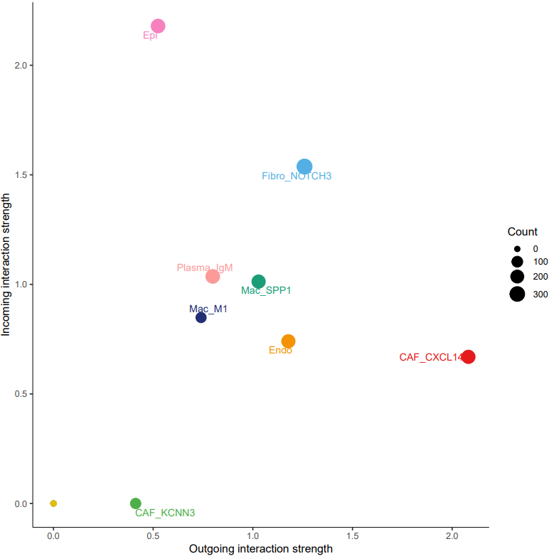 Epi
2.0
Fibro_NOTCH3
1.5
Plasma_IgM
Mac_SPP1
1.0
Mac_M1
Endo
CAF_CXCL14
0.5
CAF_KCNN3
0.0
0.0 0.5 1.0 1.5 2.0
Outgoing interaction strength
Incoming interaction strength
Count
0
100
200
300